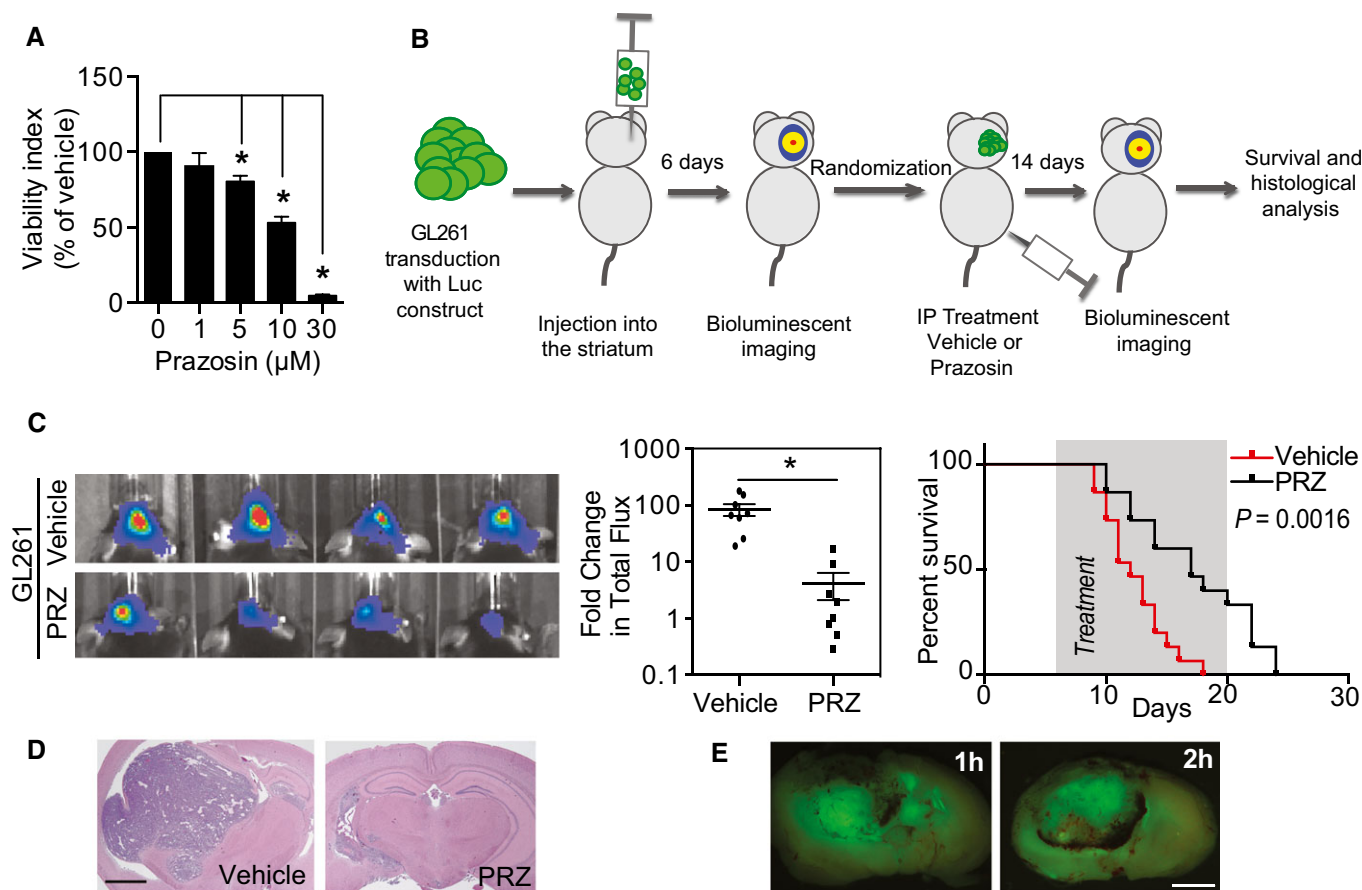 A
150
100
50
0
Viability index
(% of vehicle)
*
*
*
0 1 5 10 30
Prazosin (µM)
B
GL261
transduction
with Luc
construct
Injection into
the striatum
6 days
Bioluminescent
imaging
Randomization
IP Treatment
Vehicle or
Prazosin
14 days
Bioluminescent
imaging
Survival and
histological
analysis
C
GL261
Vehicle
PRZ
Fold Change
in Total Flux
1000
100
10
1
0.1
*
Vehicle PRZ
Percent survival
100
50
0
Treatment
Vehicle
PRZ
P = 0.0016
0 10 20 30
Days
D
Vehicle
PRZ
E
1h
2h